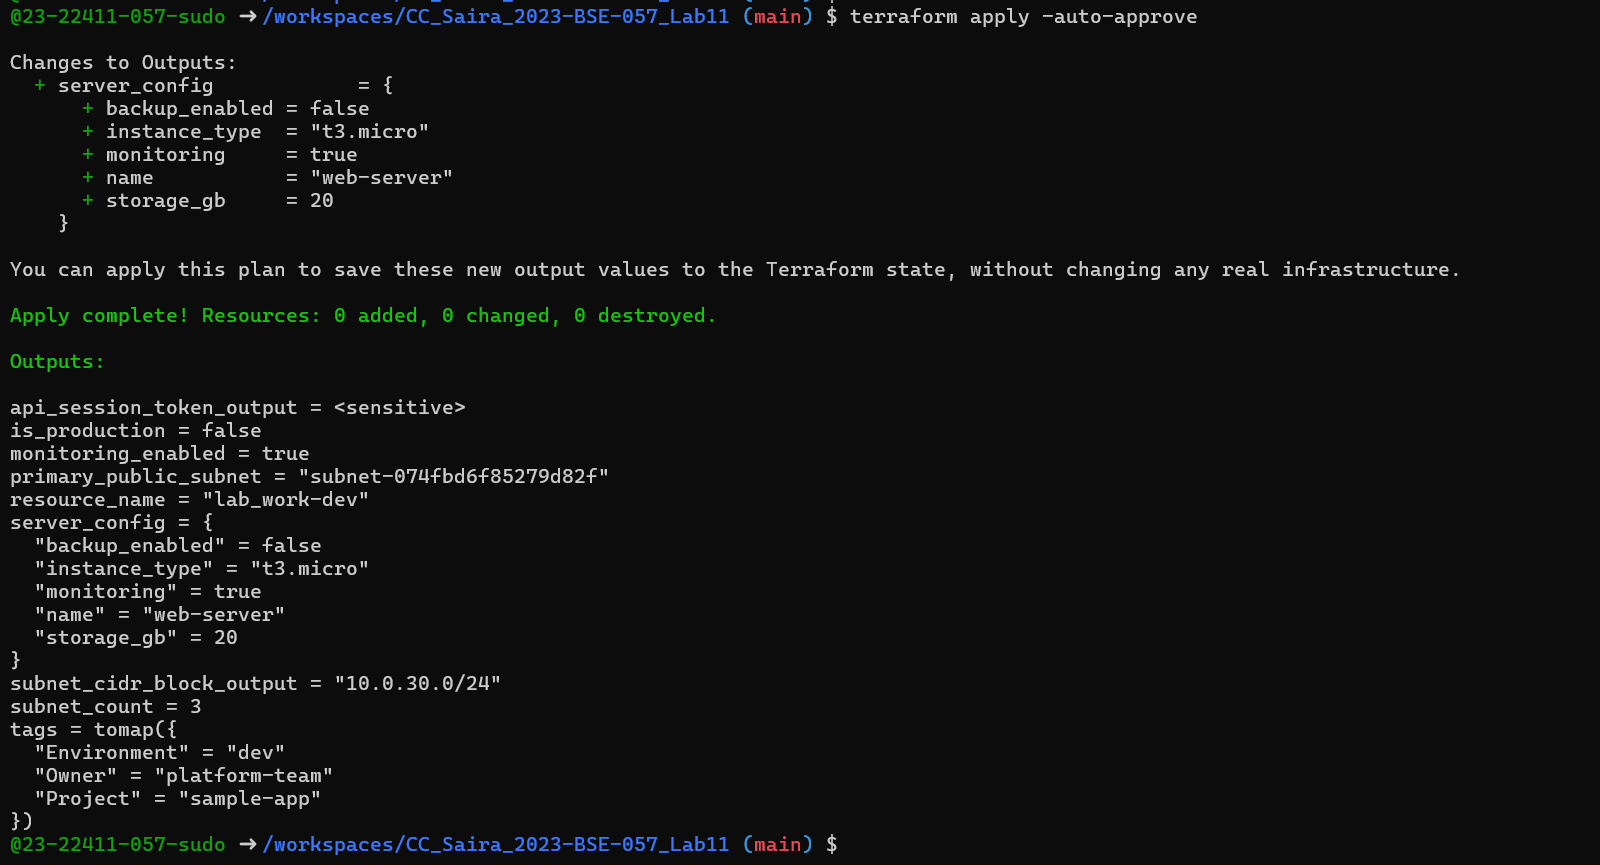 @23-22411-057-sudo ➜ /workspaces/CC_Saira_2023-BSE-057_Lab11 (main) $ terraform apply -auto-approve

Changes to Outputs:
  + server_config            = {
      + backup_enabled = false
      + instance_type  = "t3.micro"
      + monitoring     = true
      + name           = "web-server"
      + storage_gb     = 20
    }

You can apply this plan to save these new output values to the Terraform state, without changing any real infrastructure.

Apply complete! Resources: 0 added, 0 changed, 0 destroyed.

Outputs:

api_session_token_output = <sensitive>
is_production = false
monitoring_enabled = true
primary_public_subnet = "subnet-074fbd6f85279d82f"
resource_name = "lab_work-dev"
server_config = {
  "backup_enabled" = false
  "instance_type" = "t3.micro"
  "monitoring" = true
  "name" = "web-server"
  "storage_gb" = 20
}
subnet_cidr_block_output = "10.0.30.0/24"
subnet_count = 3
tags = tomap({
  "Environment" = "dev"
  "Owner" = "platform-team"
  "Project" = "sample-app"
})
@23-22411-057-sudo ➜ /workspaces/CC_Saira_2023-BSE-057_Lab11 (main) $